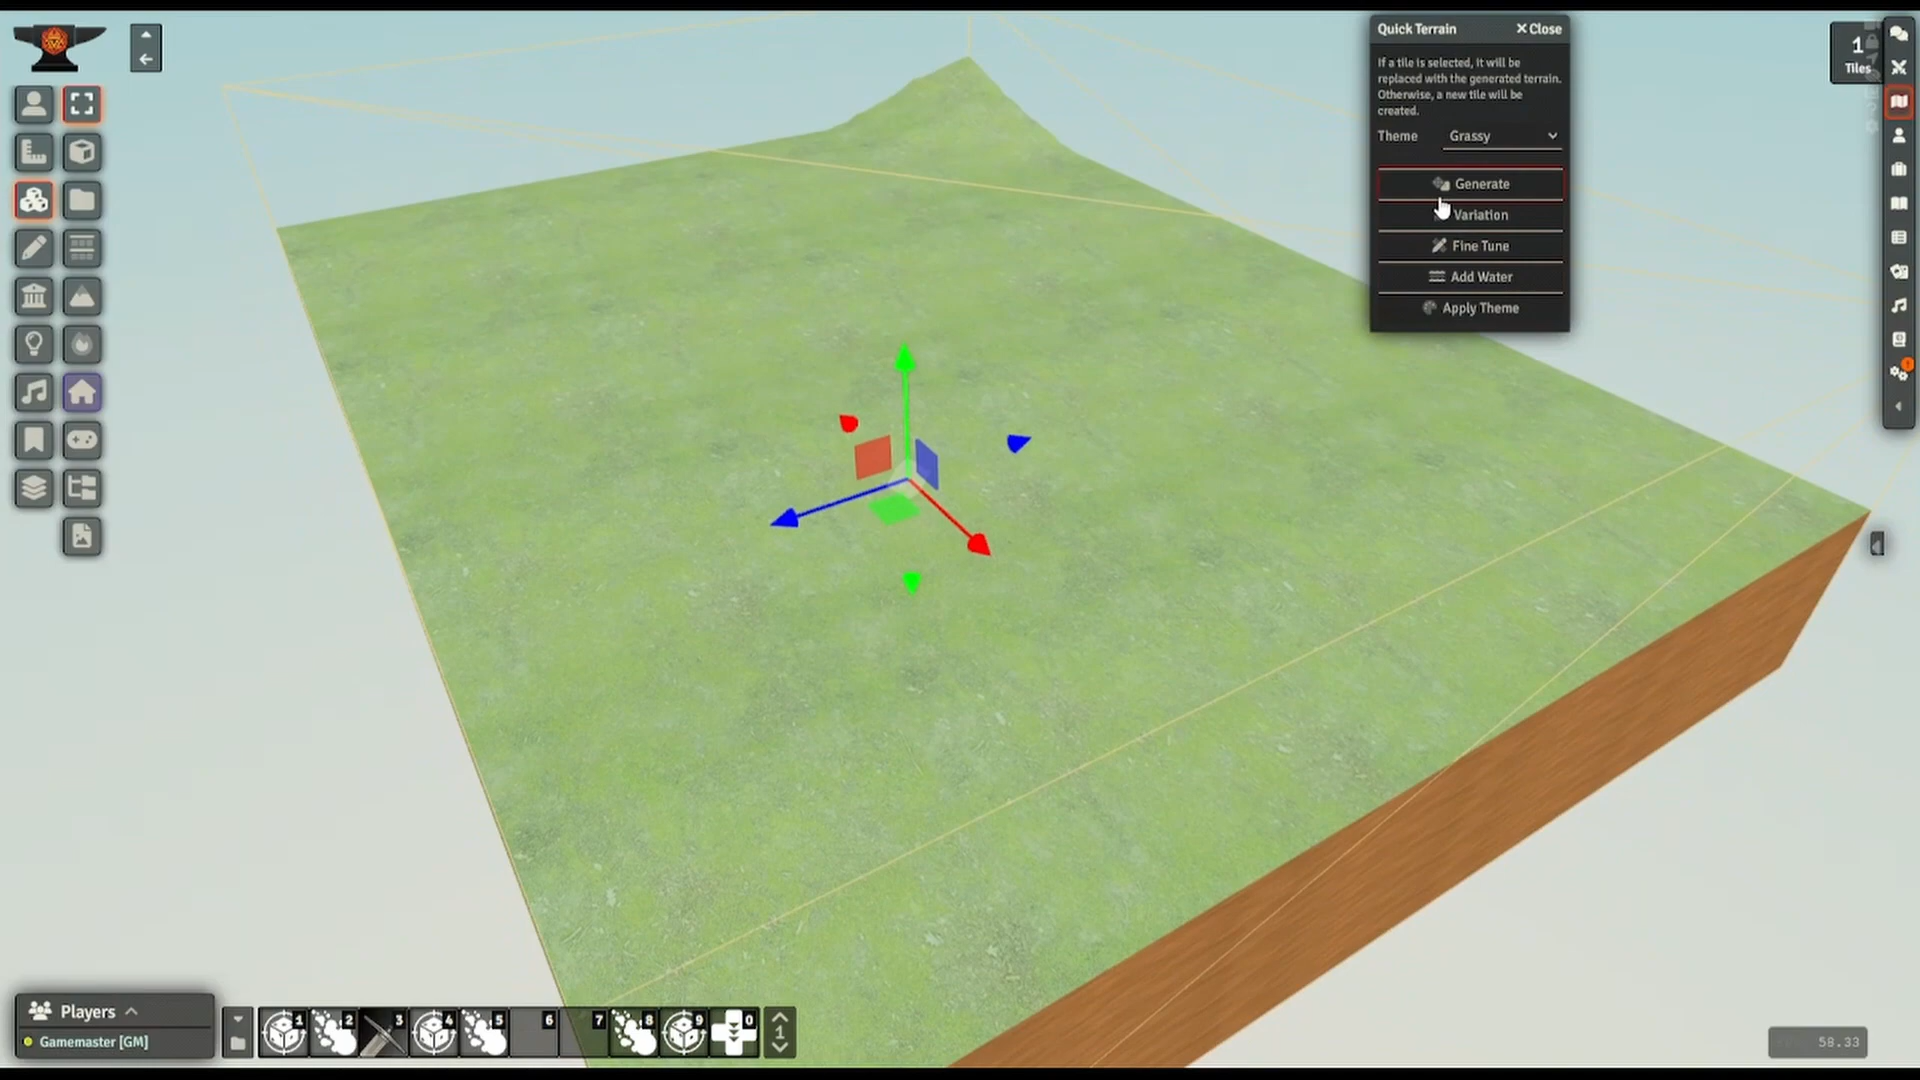 Quick Terrain
Close
If a tile is selected, it will be
replaced with the generated terrain.
Otherwise, a new tile will be
created.
Theme Grassy
Generate
Variation
Fine Tune
Add Water
Apply Theme
1
Tiles
Players
Gamemaster [GM]
1 2 3 4 5 6 7 8 9 0
1
58.33